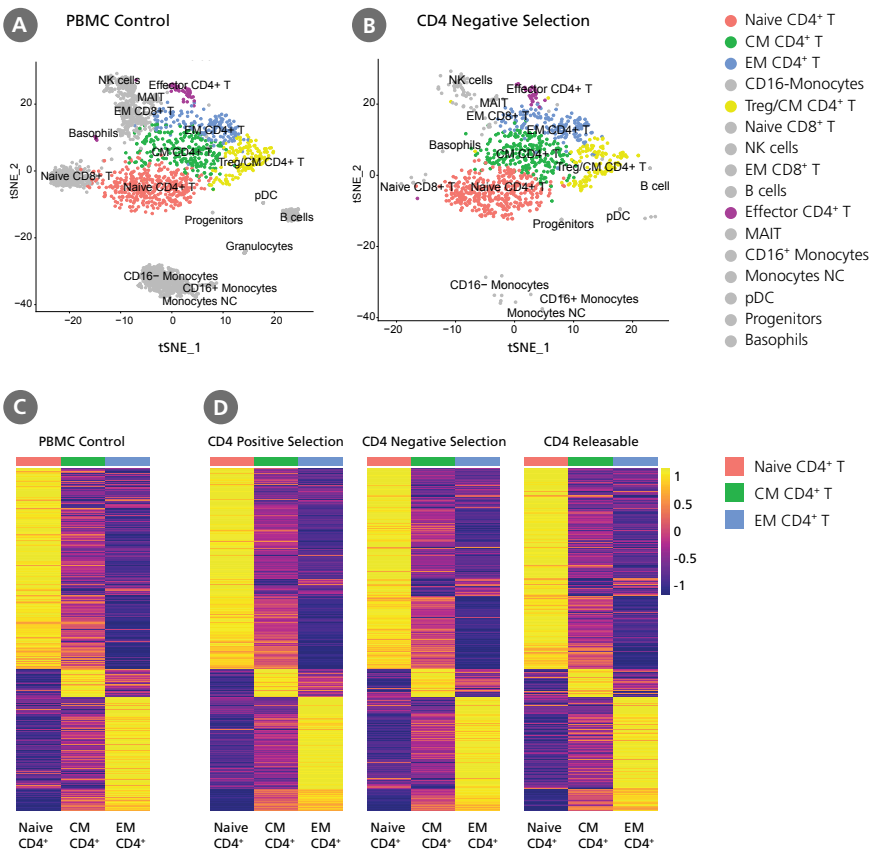 A
PBMC Control
NK cells
Effector CD4+ T
MAIT
EM CD8+ T
Basophils
EM CD4+ T
CM CD4+ T
Treg/CM CD4+ T
Naive CD8+ T
Naive CD4+ T
pDC
Progenitors
B cells
Granulocytes
CD16− Monocytes
CD16+ Monocytes
Monocytes NC
20
0
−20
−40
tSNE_2
−20
−10
0
10
20
tSNE_1
B
CD4 Negative Selection
NK cells
Effector CD4+ T
MAIT
EM CD8+ T
EM CD4+ T
Basophils
CM CD4+ T
Treg/CM CD4+ T
Naive CD8+ T
Naive CD4+ T
B cell
pDC
Progenitors
CD16− Monocytes
CD16+ Monocytes
Monocytes NC
20
0
−20
−40
tSNE_2
−20
−10
0
10
20
tSNE_1
Naive CD4⁺ T
CM CD4⁺ T
EM CD4⁺ T
CD16-Monocytes
Treg/CM CD4⁺ T
Naive CD8⁺ T
NK cells
EM CD8⁺ T
B cells
Effector CD4⁺ T
MAIT
CD16⁺ Monocytes
Monocytes NC
pDC
Progenitors
Basophils
C
PBMC Control
Naive CD4⁺
CM CD4⁺
EM CD4⁺
D
CD4 Positive Selection
Naive CD4⁺
CM CD4⁺
EM CD4⁺
CD4 Negative Selection
Naive CD4⁺
CM CD4⁺
EM CD4⁺
CD4 Releasable
Naive CD4⁺
CM CD4⁺
EM CD4⁺
1
0.5
0
-0.5
-1
Naive CD4⁺ T
CM CD4⁺ T
EM CD4⁺ T